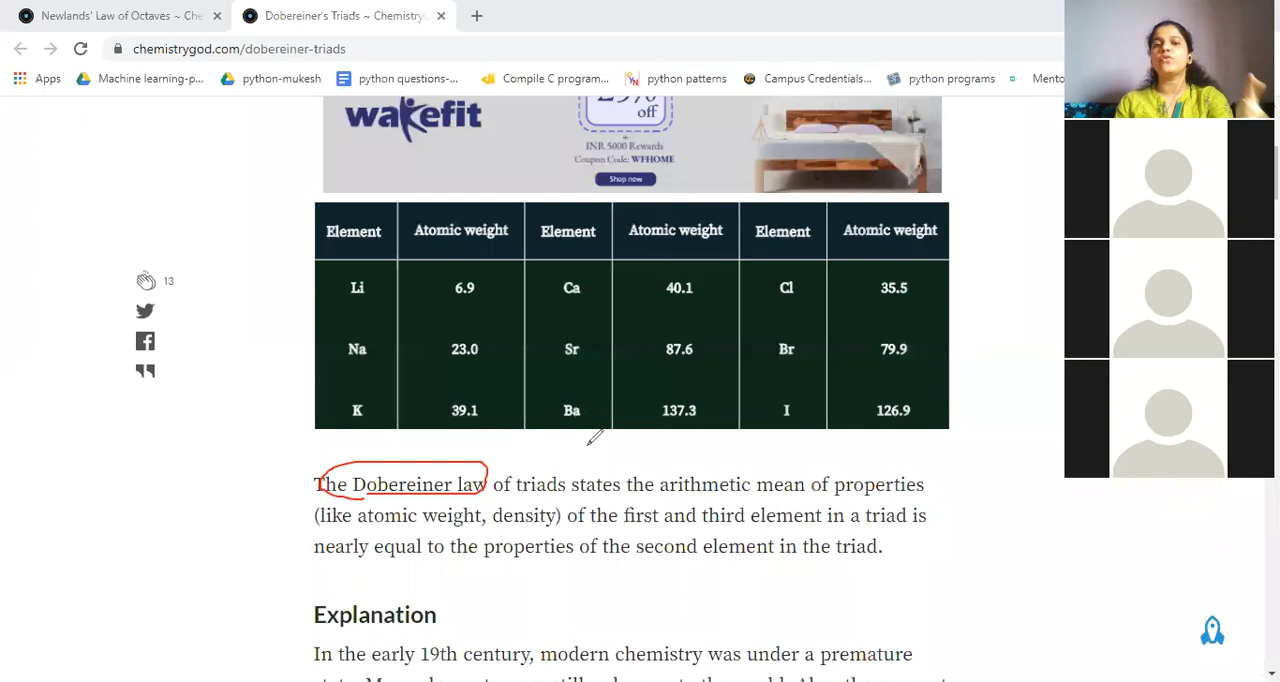 Newlands' Law of Octaves ~ Che
Dobereiner's Triads ~ Chemistry
chemistrygod.com/dobereiner-triads
Apps
Machine learning-p...
python-mukesh
python questions-...
Compile C program...
python patterns
Campus Credentials...
python programs
Mento
wakefit
off
+
INR 5000 Rewards
Coupon Code: WFHOME
Shop now
Element Atomic weight Element Atomic weight Element Atomic weight
Li 6.9 Ca 40.1 Cl 35.5
Na 23.0 Sr 87.6 Br 79.9
K 39.1 Ba 137.3 I 126.9
13
The Dobereiner law of triads states the arithmetic mean of properties
(like atomic weight, density) of the first and third element in a triad is
nearly equal to the properties of the second element in the triad.
Explanation
In the early 19th century, modern chemistry was under a premature